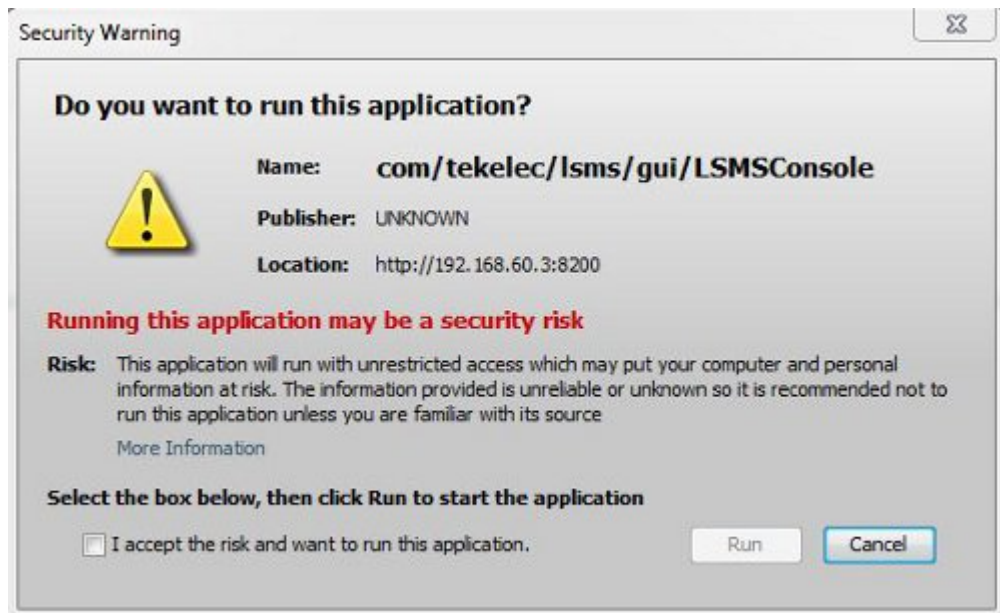 Security Warning
Do you want to run this application?
Name: com/tekelec/lsms/gui/LSMSConsole
Publisher: UNKNOWN
Location: http://192.168.60.3:8200
Running this application may be a security risk
Risk: This application will run with unrestricted access which may put your computer and personal
information at risk. The information provided is unreliable or unknown so it is recommended not to
run this application unless you are familiar with its source
More Information
Select the box below, then click Run to start the application
I accept the risk and want to run this application.
Run Cancel